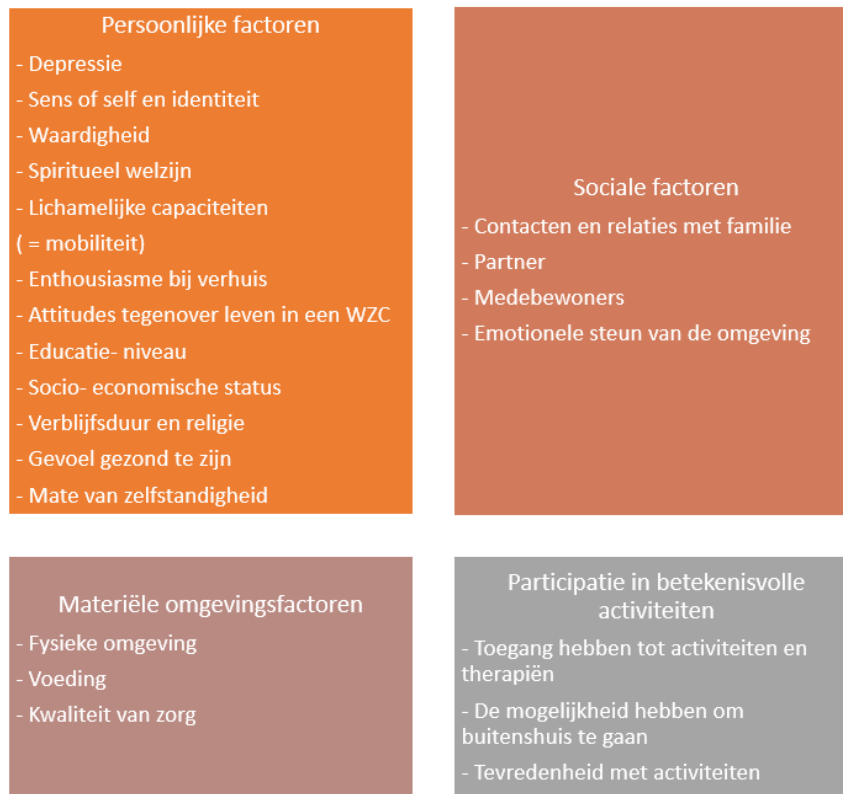 Persoonlijke factoren
- Depressie
- Sens of self en identiteit
- Waardigheid
- Spiritueel welzijn
- Lichamelijke capaciteiten
( = mobiliteit)
- Enthousiasme bij verhuis
- Attitudes tegenover leven in een WZC
- Educatie- niveau
- Socio- economische status
- Verblijfsduur en religie
- Gevoel gezond te zijn
- Mate van zelfstandigheid
Sociale factoren
- Contacten en relaties met familie
- Partner
- Medebewoners
- Emotionele steun van de omgeving
Materiële omgevingsfactoren
- Fysieke omgeving
- Voeding
- Kwaliteit van zorg
Participatie in betekenisvolle
activiteiten
- Toegang hebben tot activiteiten en
therapiën
- De mogelijkheid hebben om
buitenshuis te gaan
- Tevredenheid met activiteiten